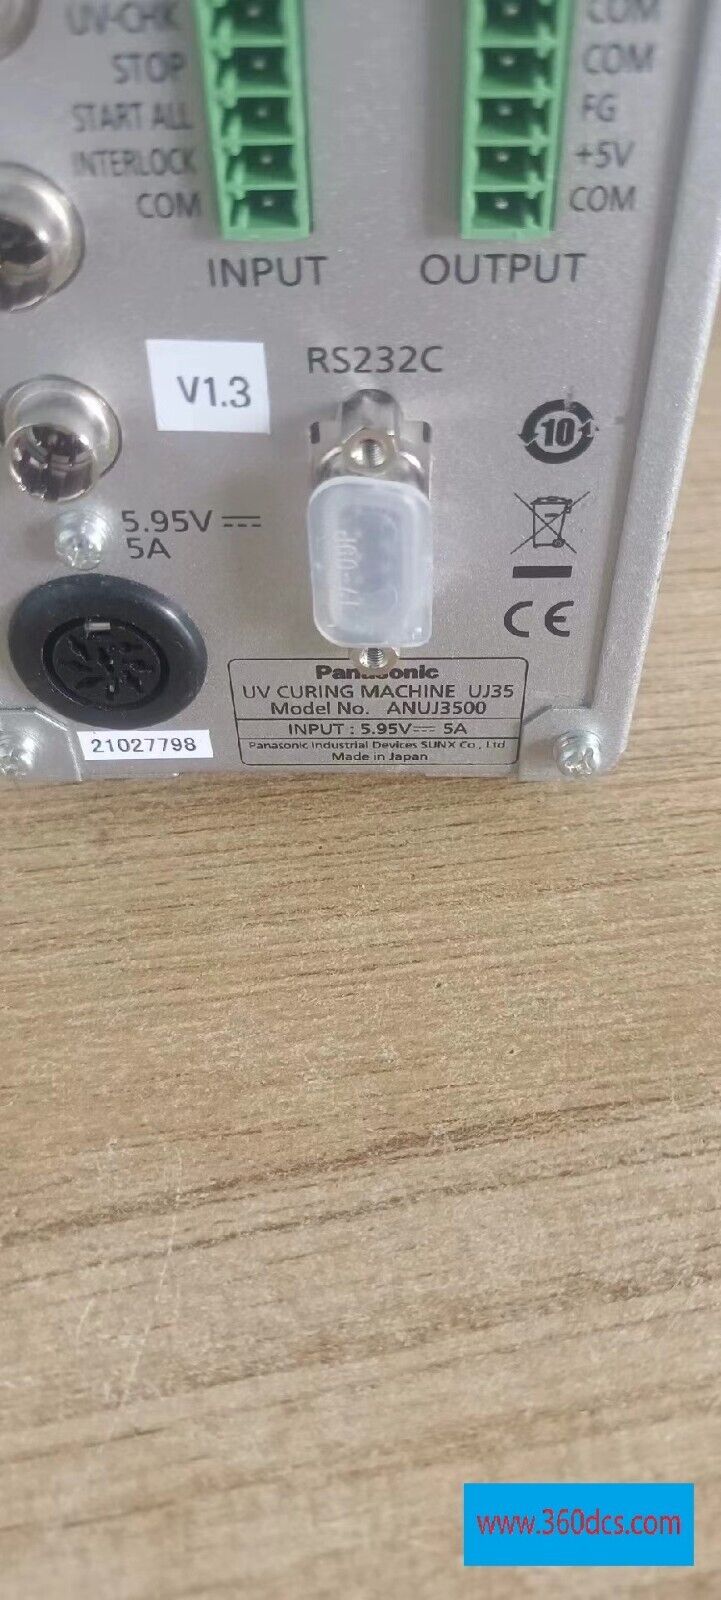 UV-CHK
STOP
START ALL
INTERLOCK
COM
INPUT
COM
COM
FG
+5V
COM
OUTPUT
RS232C
V1.3
10
5.95V⎓
5A
17-09P
CE
Panasonic
UV CURING MACHINE UJ35
Model No. ANUJ3500
INPUT : 5.95V⎓ 5A
Panasonic Industrial Devices SUNX Co., Ltd
Made in Japan
21027798
www.360dcs.com